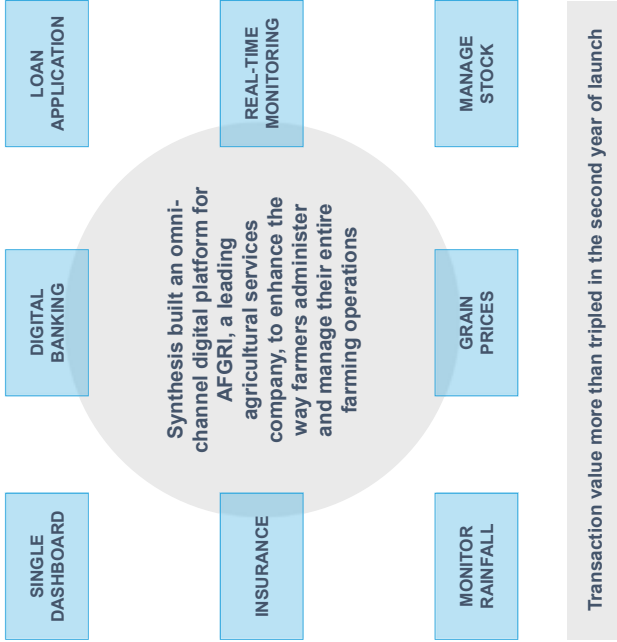 SINGLE
DASHBOARD
DIGITAL
BANKING
LOAN
APPLICATION
INSURANCE
Synthesis built an omni-
channel digital platform for
AFGRI, a leading
agricultural services
company, to enhance the
way farmers administer
and manage their entire
farming operations
REAL-TIME
MONITORING
MONITOR
RAINFALL
GRAIN
PRICES
MANAGE
STOCK
Transaction value more than tripled in the second year of launch